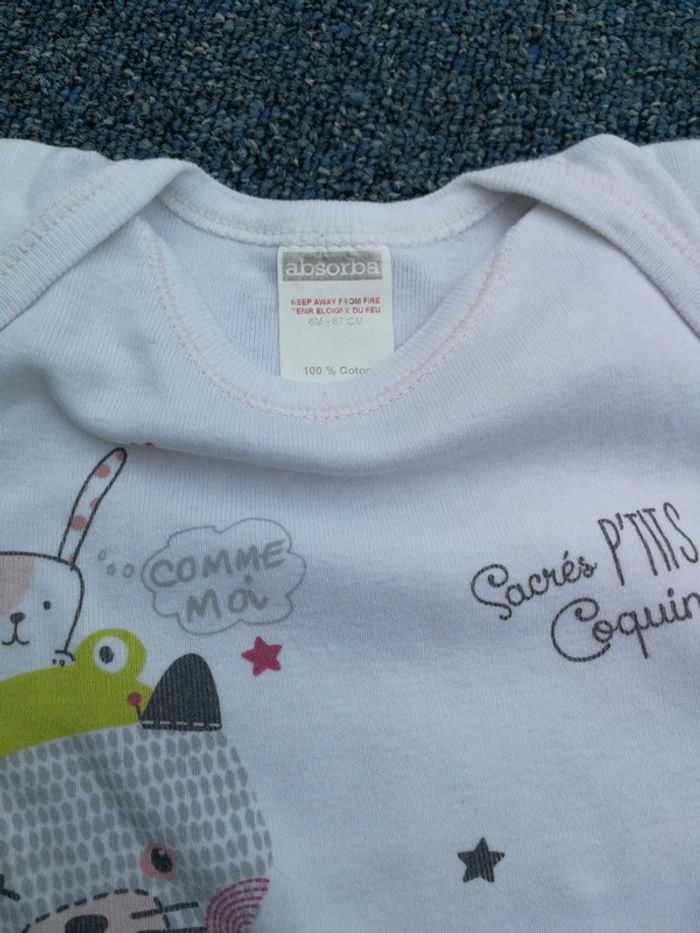 absorba
KEEP AWAY FROM FIRE
TENIR ELOIGNE DU FEU
6M - 67 CM
100 % Coton
COMME
MOI
Sacrés P'TITS
Coquin